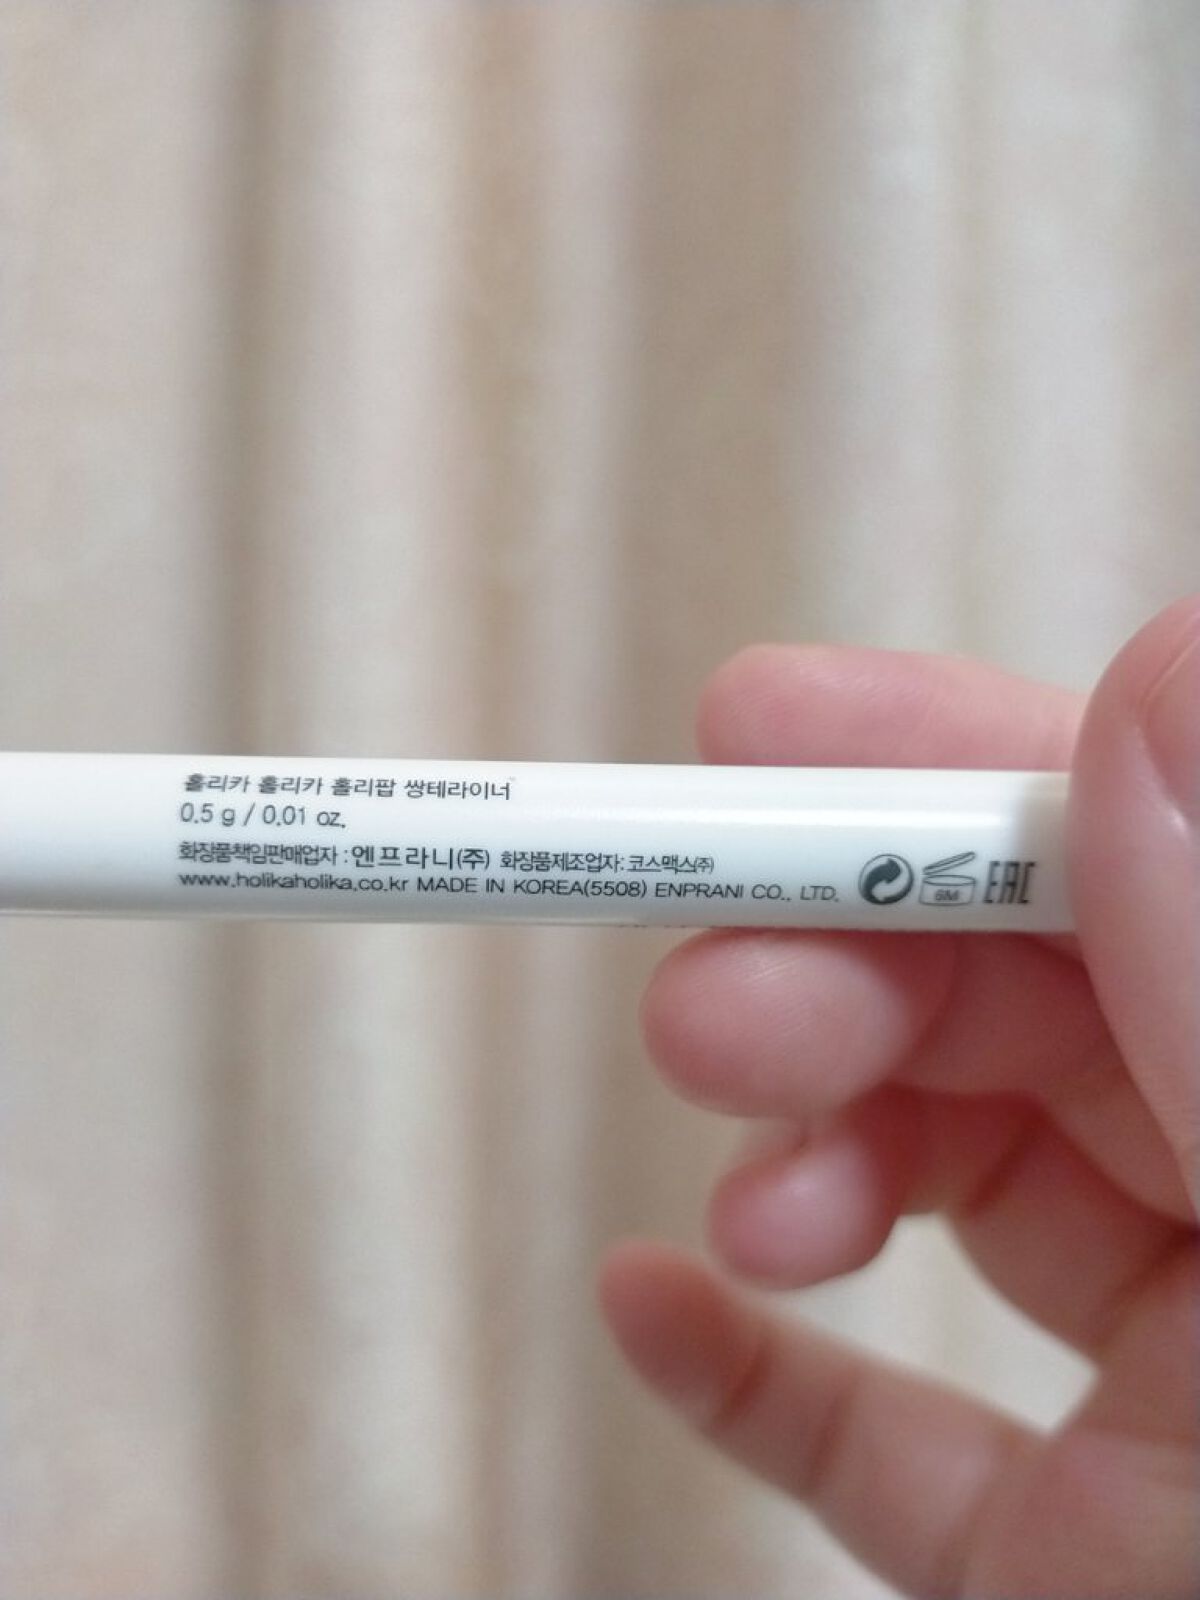 홀리카 홀리카 홀리팝 쌍테라이너
0.5 g / 0.01 oz.
화장품책임판매업자 : 엔프라니(주) 화장품제조업자: 코스맥스㈜
www.holikaholika.co.kr MADE IN KOREA(5508) ENPRANI CO., LTD.
6M
EAC